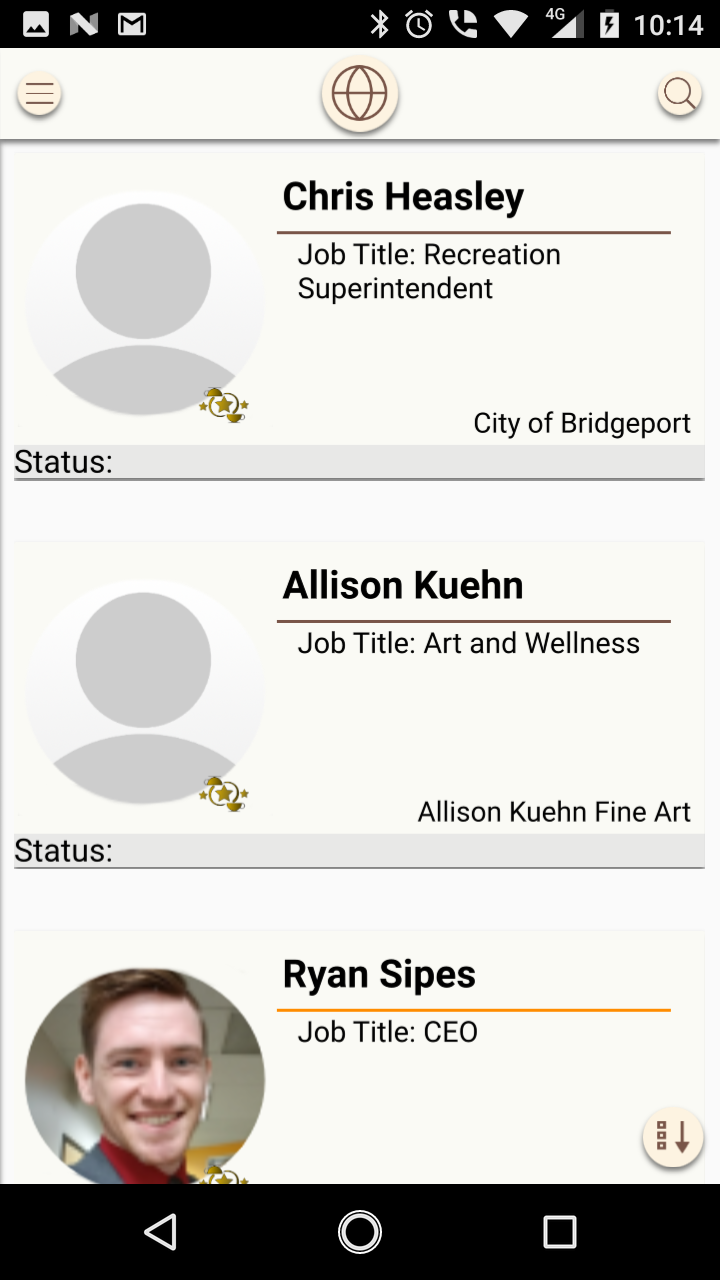 4G 10:14
Chris Heasley
Job Title: Recreation
Superintendent
City of Bridgeport
Status:
Allison Kuehn
Job Title: Art and Wellness
Allison Kuehn Fine Art
Status:
Ryan Sipes
Job Title: CEO